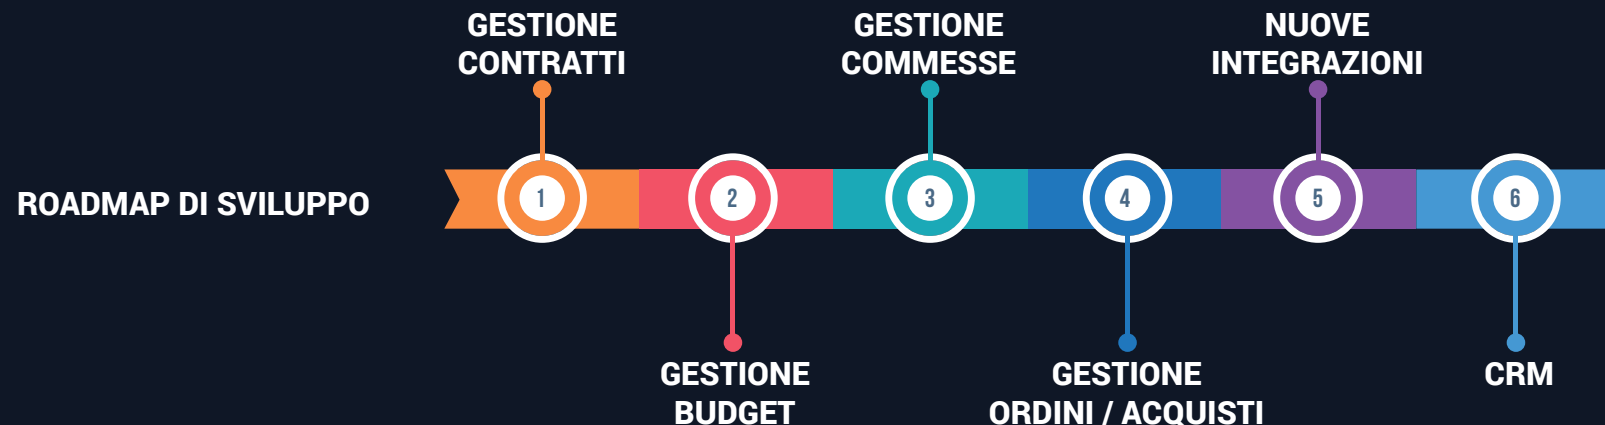 GESTIONE
CONTRATTI
GESTIONE
COMMESSE
NUOVE
INTEGRAZIONI
ROADMAP DI SVILUPPO
1
2
3
4
5
6
GESTIONE
BUDGET
GESTIONE
ORDINI / ACQUISTI
CRM